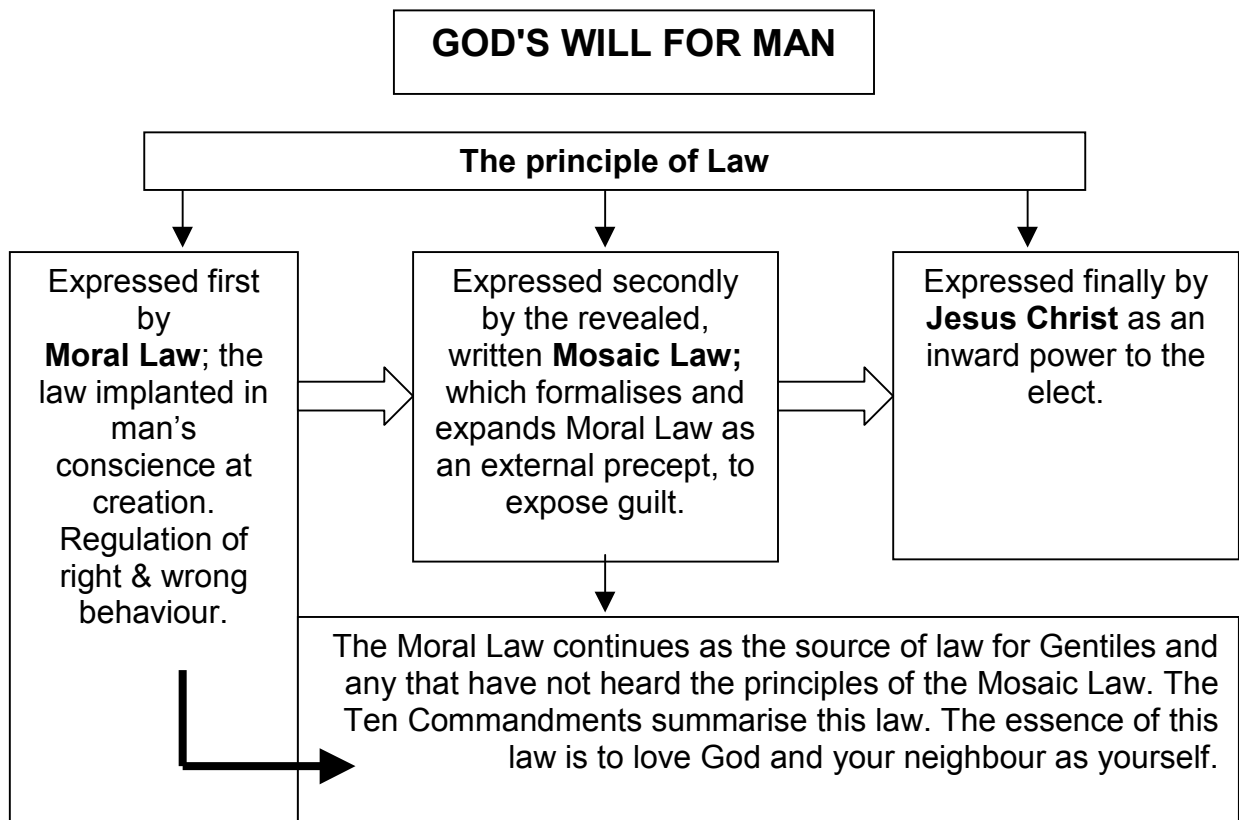 GOD'S WILL FOR MAN
The principle of Law
Expressed first
by
Moral Law; the
law implanted in
man’s
conscience at
creation.
Regulation of
right & wrong
behaviour.
Expressed secondly
by the revealed,
written Mosaic Law;
which formalises and
expands Moral Law as
an external precept, to
expose guilt.
Expressed finally by
Jesus Christ as an
inward power to the
elect.
The Moral Law continues as the source of law for Gentiles and
any that have not heard the principles of the Mosaic Law. The
Ten Commandments summarise this law. The essence of this
law is to love God and your neighbour as yourself.